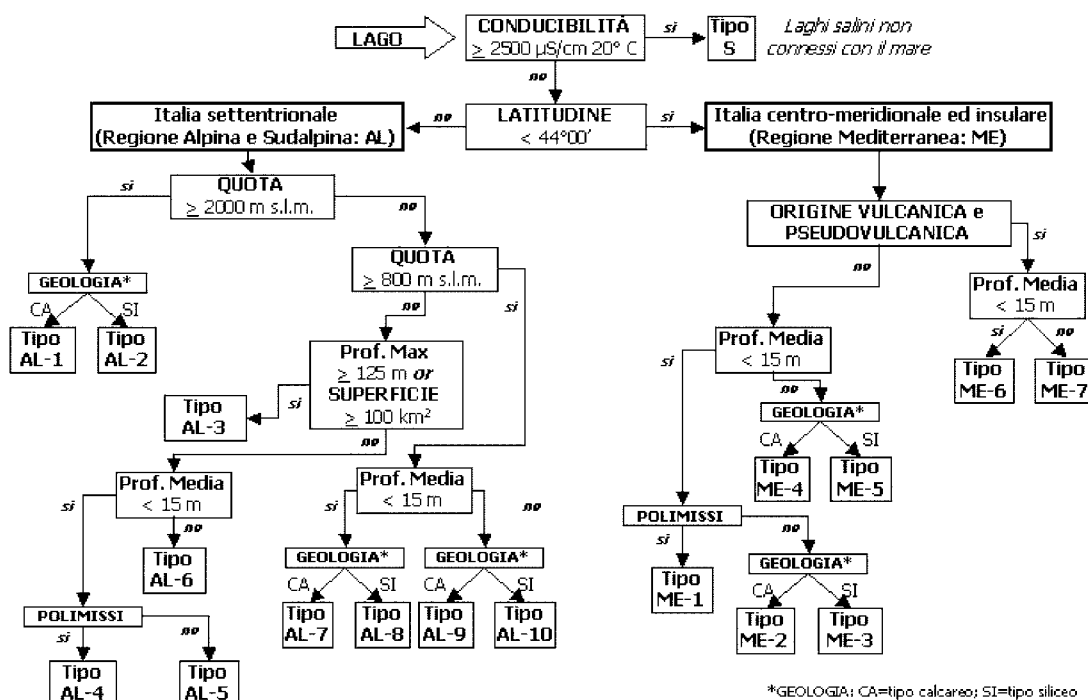 LAGO
CONDUCIBILITÀ
≥ 2500 µS/cm 20° C
si
Tipo
S
Laghi salini non
connessi con il mare
no
LATITUDINE
< 44°00'
no
si
Italia settentrionale
(Regione Alpina e Sudalpina: AL)
Italia centro-meridionale ed insulare
(Regione Mediterranea: ME)
QUOTA
≥ 2000 m s.l.m.
si
no
GEOLOGIA*
CA
SI
Tipo
AL-1
Tipo
AL-2
QUOTA
≥ 800 m s.l.m.
no
si
Prof. Max
≥ 125 m or
SUPERFICIE
≥ 100 km²
si
no
Tipo
AL-3
Prof. Media
< 15 m
si
no
Tipo
AL-6
POLIMISSI
si
no
Tipo
AL-4
Tipo
AL-5
Prof. Media
< 15 m
si
no
GEOLOGIA*
CA
SI
Tipo
AL-7
Tipo
AL-8
GEOLOGIA*
CA
SI
Tipo
AL-9
Tipo
AL-10
ORIGINE VULCANICA e
PSEUDOVULCANICA
si
no
Prof. Media
< 15 m
si
no
Tipo
ME-6
Tipo
ME-7
Prof. Media
< 15 m
si
no
GEOLOGIA*
CA
SI
Tipo
ME-4
Tipo
ME-5
POLIMISSI
si
no
Tipo
ME-1
GEOLOGIA*
CA
SI
Tipo
ME-2
Tipo
ME-3
*GEOLOGIA: CA=tipo calcareo; SI=tipo siliceo